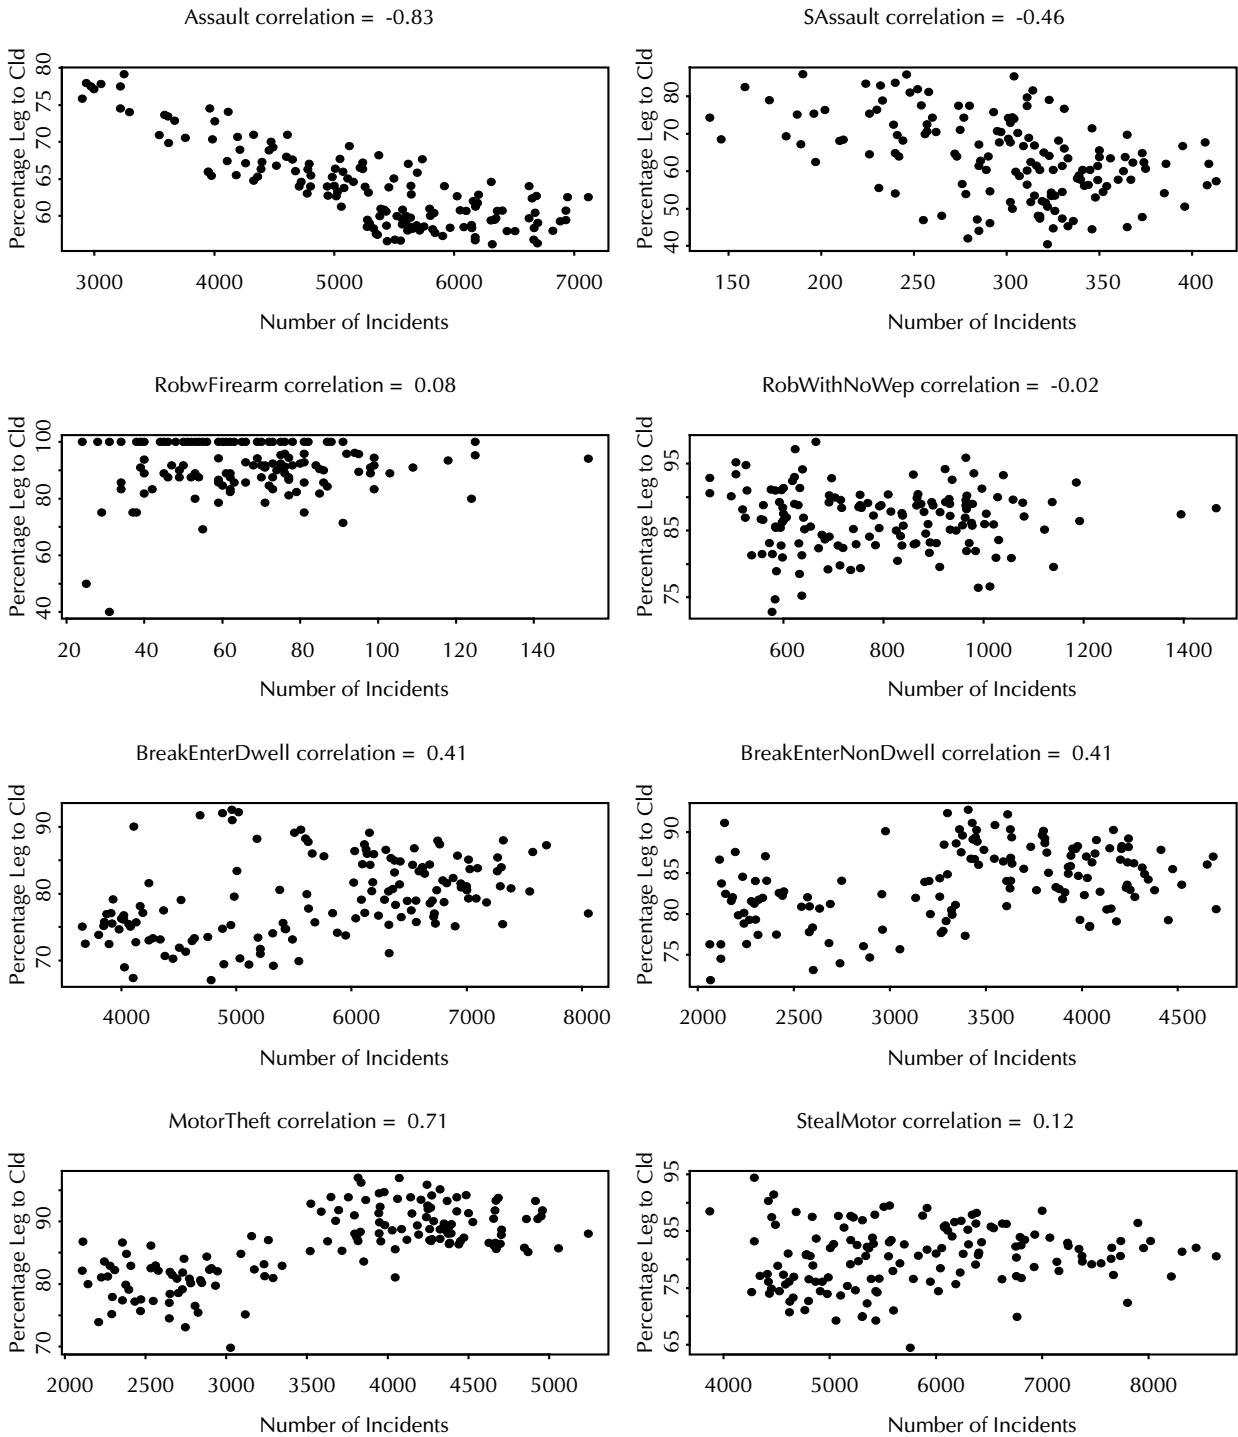 Assault correlation =  -0.83
Percentage Leg to Cld
60 65 70 75 80
3000 4000 5000 6000 7000
Number of Incidents
SAssault correlation =  -0.46
Percentage Leg to Cld
40 50 60 70 80
150 200 250 300 350 400
Number of Incidents
RobwFirearm correlation =  0.08
Percentage Leg to Cld
40 60 80 100
20 40 60 80 100 120 140
Number of Incidents
RobWithNoWep correlation =  -0.02
Percentage Leg to Cld
75 85 95
600 800 1000 1200 1400
Number of Incidents
BreakEnterDwell correlation =  0.41
Percentage Leg to Cld
70 80 90
4000 5000 6000 7000 8000
Number of Incidents
BreakEnterNonDwell correlation =  0.41
Percentage Leg to Cld
75 80 85 90
2000 2500 3000 3500 4000 4500
Number of Incidents
MotorTheft correlation =  0.71
Percentage Leg to Cld
70 80 90
2000 2500 3000 3500 4000 4500 5000
Number of Incidents
StealMotor correlation =  0.12
Percentage Leg to Cld
65 75 85 95
4000 5000 6000 7000 8000
Number of Incidents